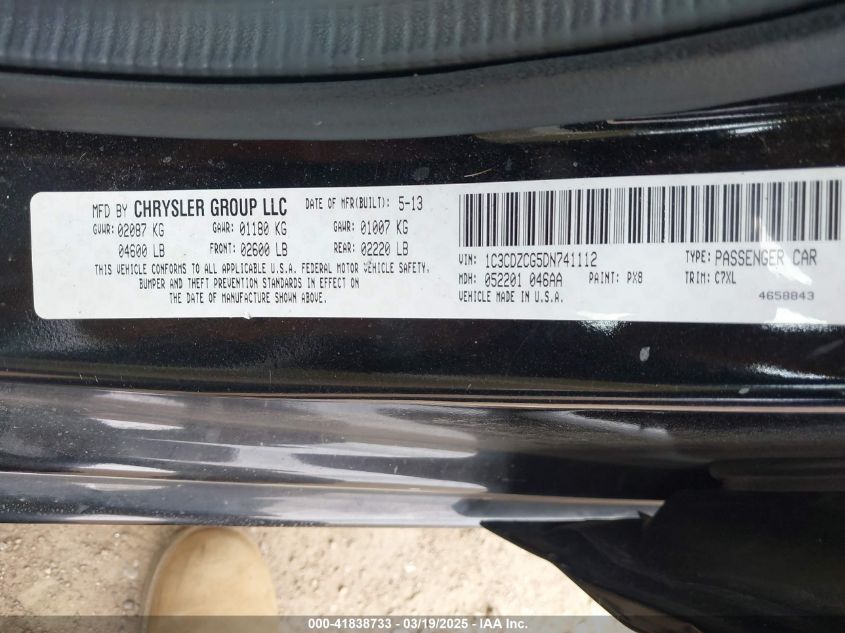 MFD BY CHRYSLER GROUP LLC DATE OF MFR(BUILT): 5-13
GVWR: 02087 KG GAWR: 01180 KG GAWR: 01007 KG
04600 LB FRONT: 02600 LB REAR: 02220 LB
THIS VEHICLE CONFORMS TO ALL APPLICABLE U.S.A. FEDERAL MOTOR VEHICLE SAFETY,
BUMPER AND THEFT PREVENTION STANDARDS IN EFFECT ON
THE DATE OF MANUFACTURE SHOWN ABOVE.
VIN: 1C3CDZCG5DN741112 TYPE: PASSENGER CAR
MDH: 052201 046AA PAINT: PX8 TRIM: C7XL
VEHICLE MADE IN U.S.A. 4658843
000-41838733 - 03/19/2025 - IAA Inc.